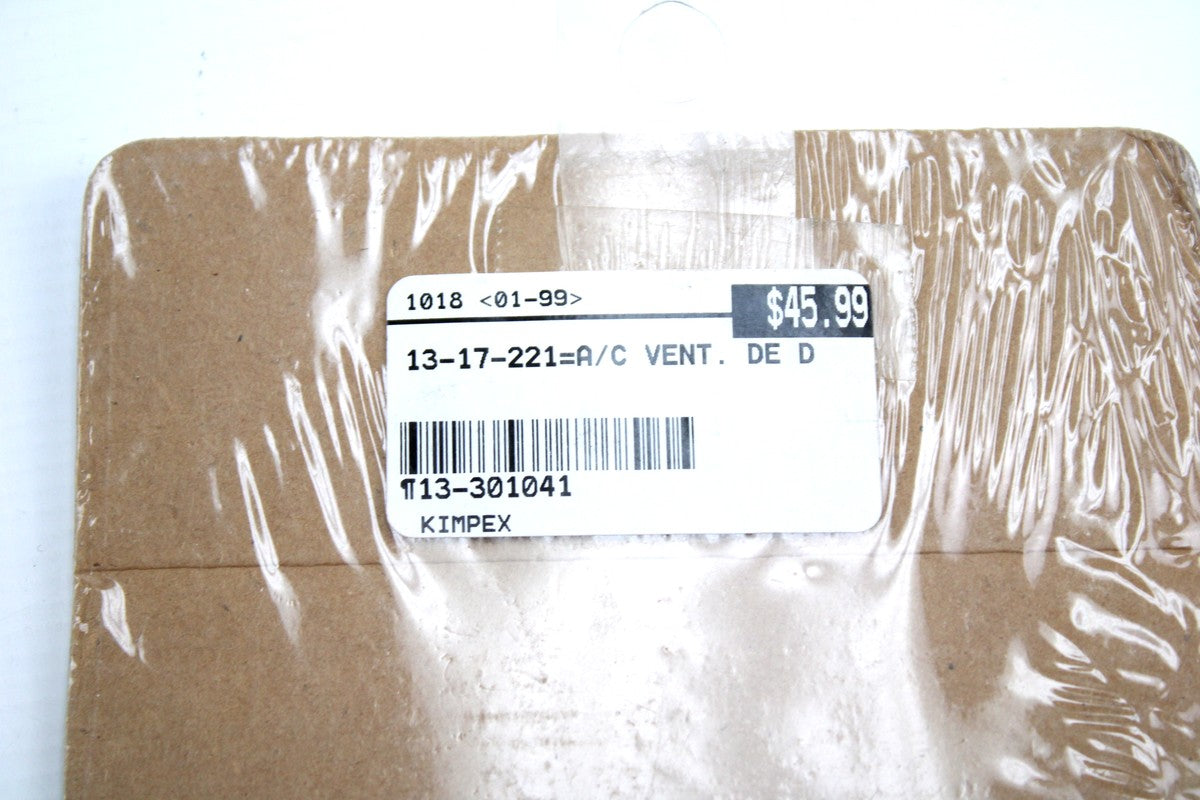 1018 <01-99>
$45.99
13-17-221=A/C VENT. DE D
¶13-301041
KIMPEX